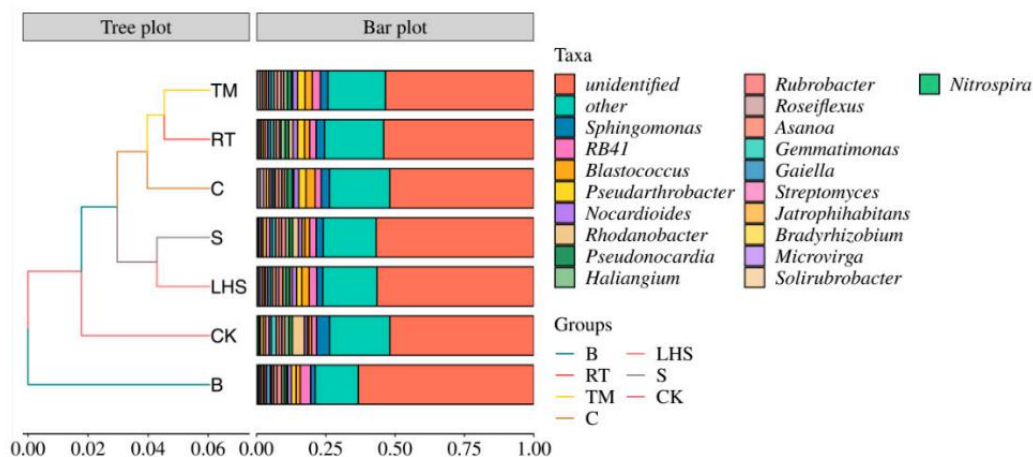 Tree plot
Bar plot
TM
RT
C
S
LHS
CK
B
0.00 0.02 0.04 0.06
0.00 0.25 0.50 0.75 1.00
Taxa
unidentified
other
Sphingomonas
RB41
Blastococcus
Pseudarthrobacter
Nocardioides
Rhodanobacter
Pseudonocardia
Haliangium
Rubrobacter
Roseiflexus
Asanoa
Gemmatimonas
Gaiella
Streptomyces
Jatrophihabitans
Bradyrhizobium
Microvirga
Solirubrobacter
Nitrospira
Groups
B
RT
TM
C
LHS
S
CK